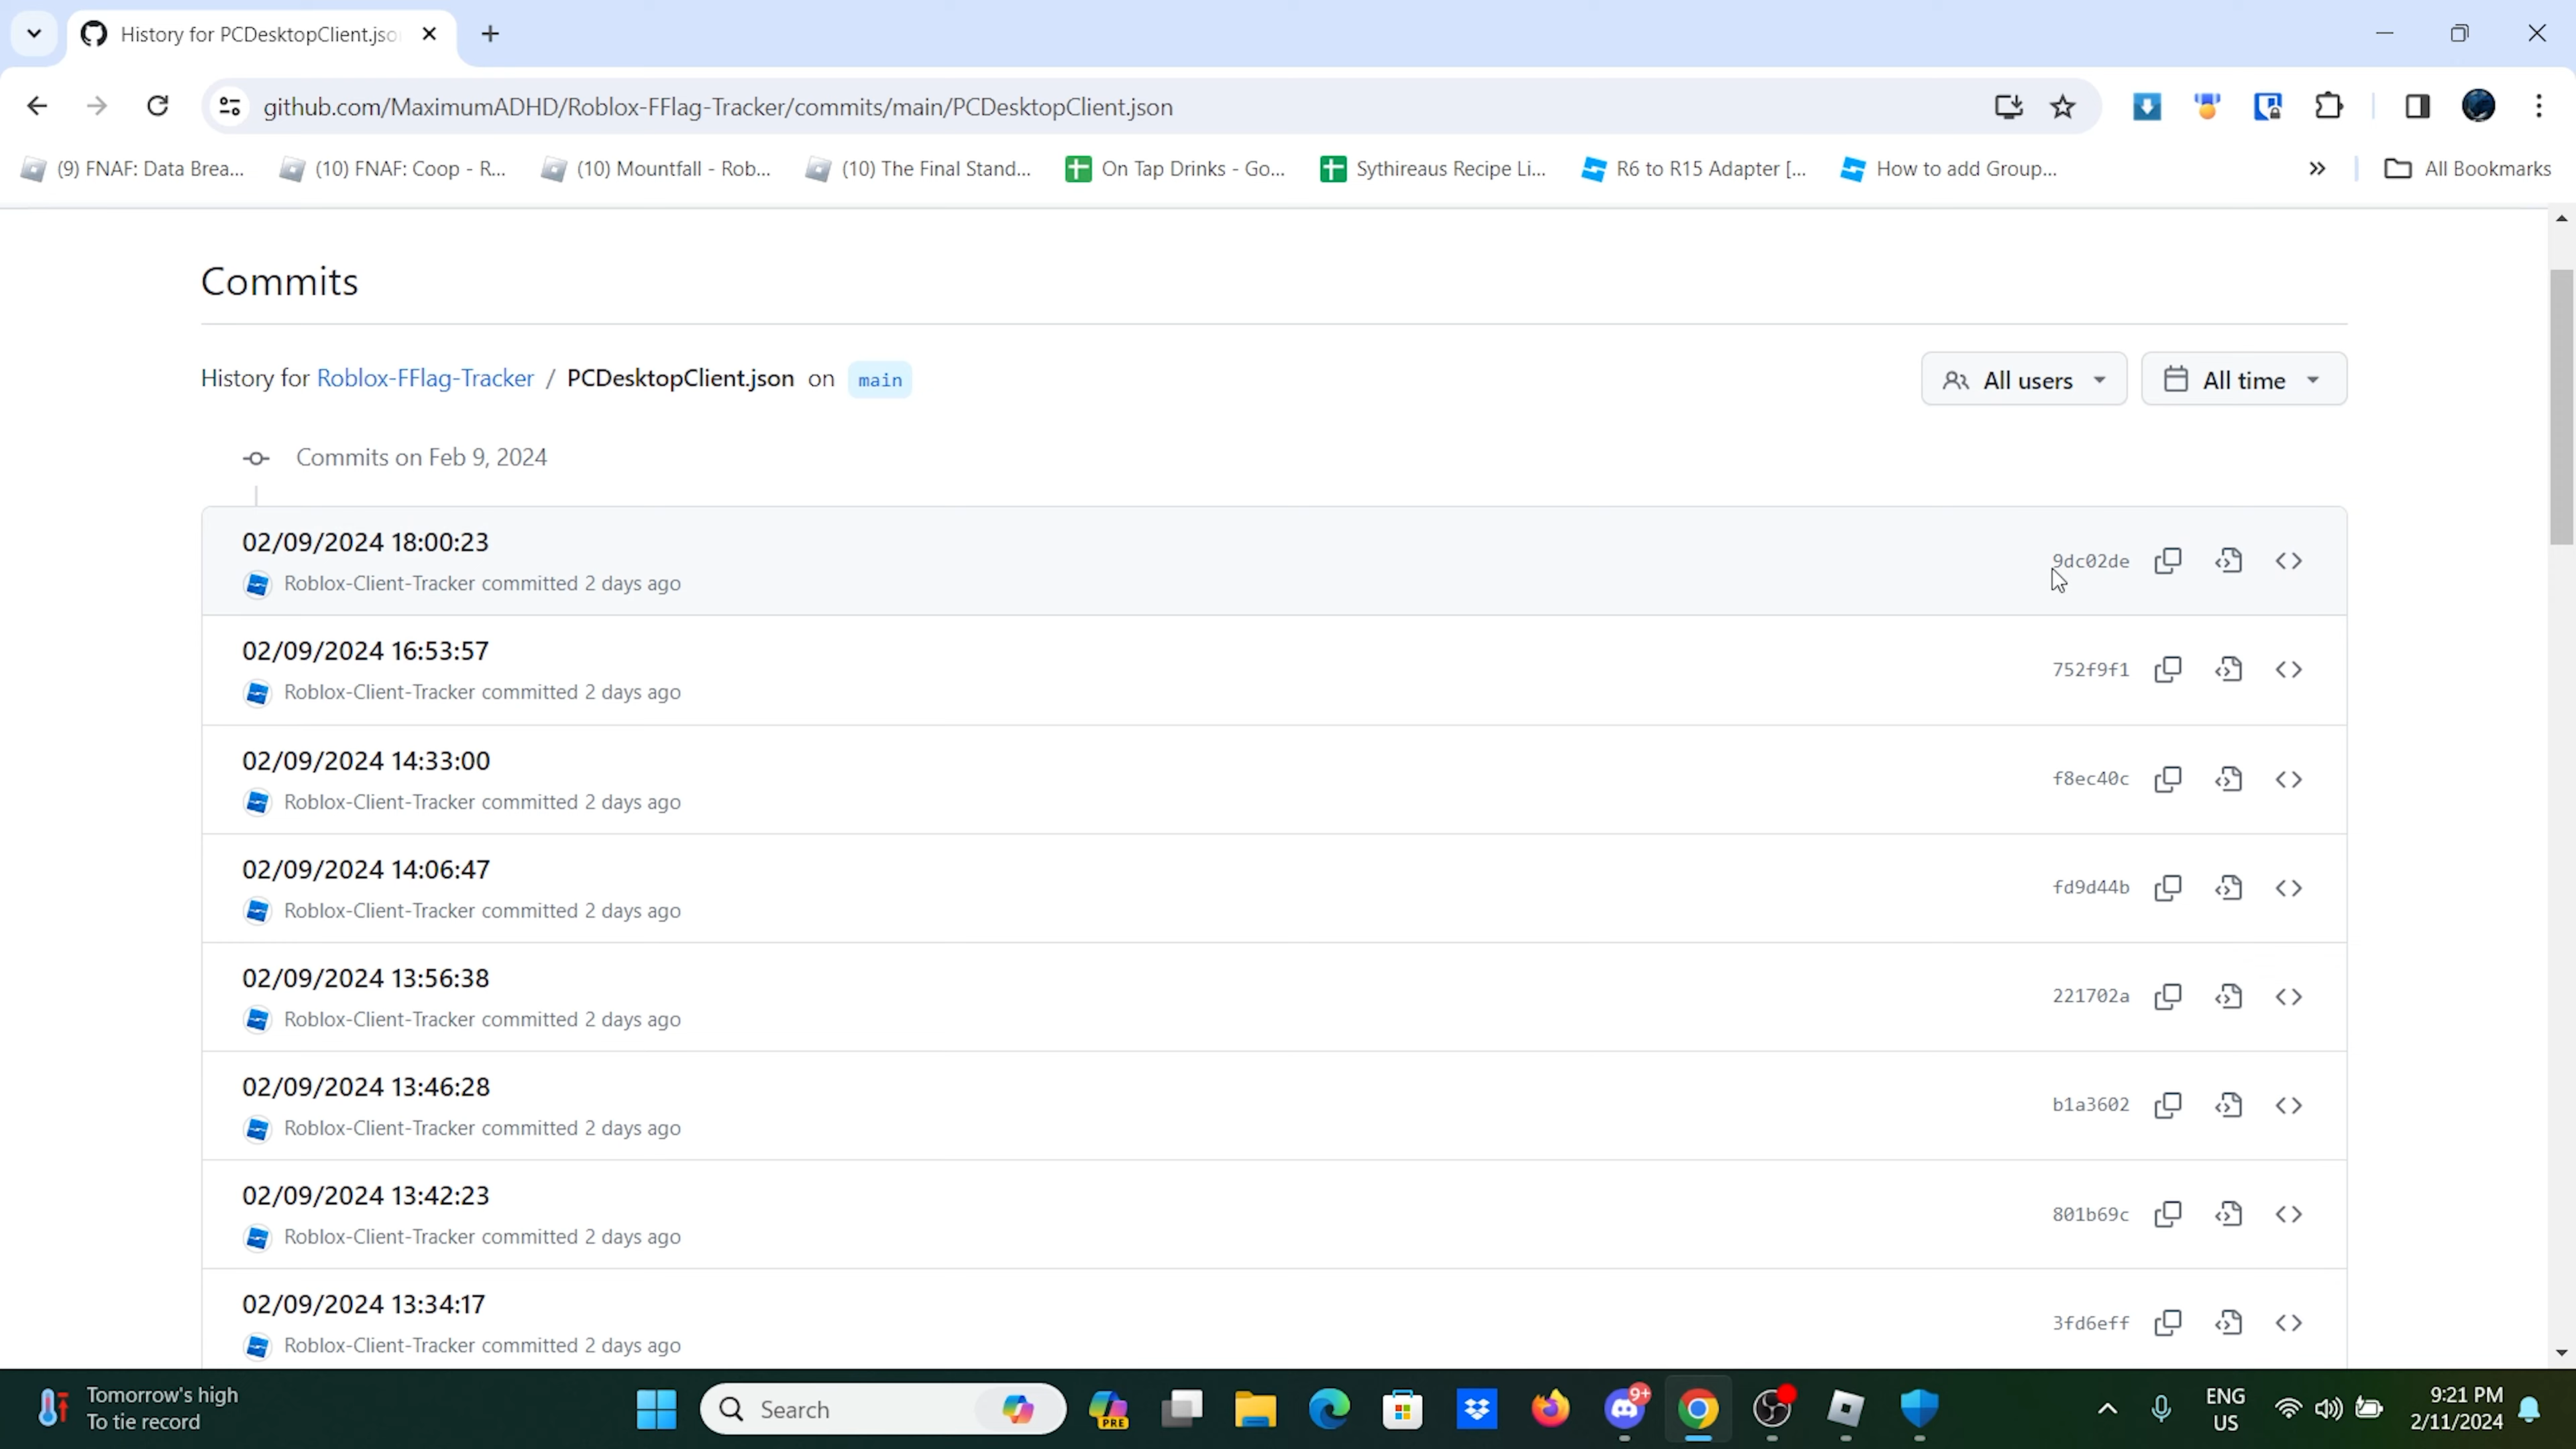 History for PCDesktopClient.jso
github.com/MaximumADHD/Roblox-FFlag-Tracker/commits/main/PCDesktopClient.json
(9) FNAF: Data Brea... (10) FNAF: Coop - R... (10) Mountfall - Rob... (10) The Final Stand... On Tap Drinks - Go... Sythireaus Recipe Li... R6 to R15 Adapter [... How to add Group... All Bookmarks
Commits
History for Roblox-FFlag-Tracker / PCDesktopClient.json on main All users All time
Commits on Feb 9, 2024
02/09/2024 18:00:23
Roblox-Client-Tracker committed 2 days ago
9dc02de
02/09/2024 16:53:57
Roblox-Client-Tracker committed 2 days ago
752f9f1
02/09/2024 14:33:00
Roblox-Client-Tracker committed 2 days ago
f8ec40c
02/09/2024 14:06:47
Roblox-Client-Tracker committed 2 days ago
fd9d44b
02/09/2024 13:56:38
Roblox-Client-Tracker committed 2 days ago
221702a
02/09/2024 13:46:28
Roblox-Client-Tracker committed 2 days ago
b1a3602
02/09/2024 13:42:23
Roblox-Client-Tracker committed 2 days ago
801b69c
02/09/2024 13:34:17
Roblox-Client-Tracker committed 2 days ago
3fd6eff
Tomorrow's high
To tie record
Search
PRE
9+
ENG
US
9:21 PM
2/11/2024